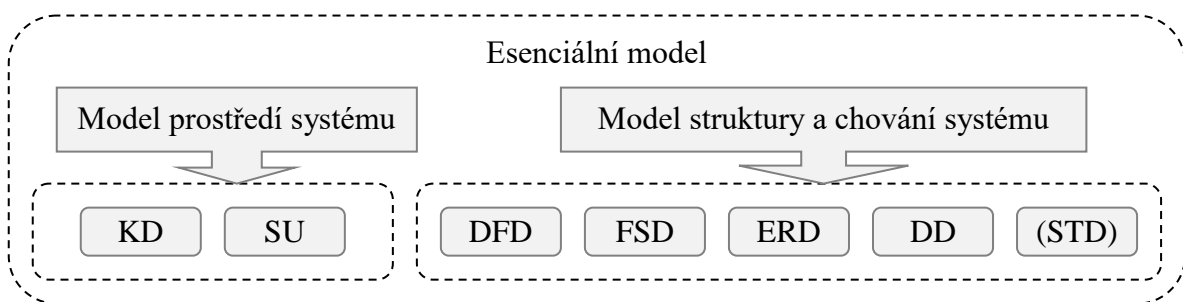 Esenciální model
Model prostředí systému
Model struktury a chování systému
KD
SU
DFD
FSD
ERD
DD
(STD)